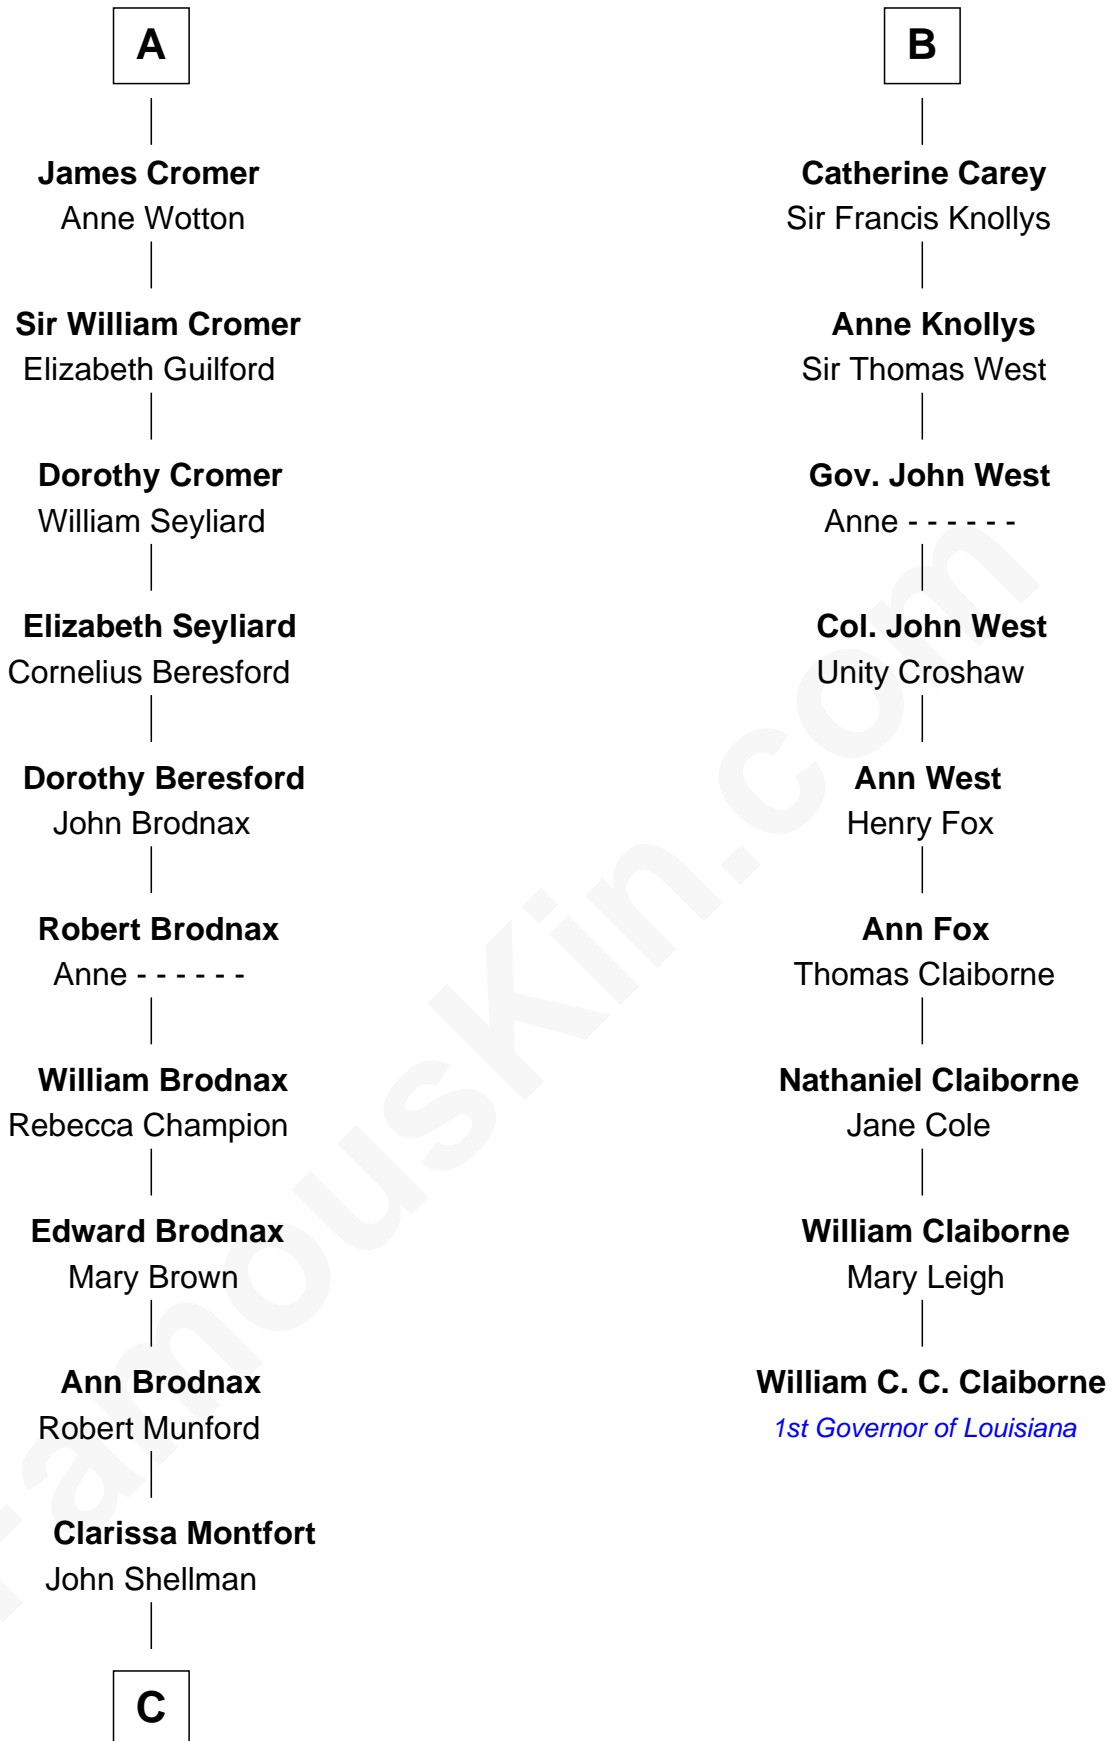 A
James Cromer
Anne Wotton
Sir William Cromer
Elizabeth Guilford
Dorothy Cromer
William Seyliard
Elizabeth Seyliard
Cornelius Beresford
Dorothy Beresford
John Brodnax
Robert Brodnax
Anne - - - - - -
William Brodnax
Rebecca Champion
Edward Brodnax
Mary Brown
Ann Brodnax
Robert Munford
Clarissa Montfort
John Shellman
C
B
Catherine Carey
Sir Francis Knollys
Anne Knollys
Sir Thomas West
Gov. John West
Anne - - - - - -
Col. John West
Unity Croshaw
Ann West
Henry Fox
Ann Fox
Thomas Claiborne
Nathaniel Claiborne
Jane Cole
William Claiborne
Mary Leigh
William C. C. Claiborne
1st Governor of Louisiana
FamousKin.com